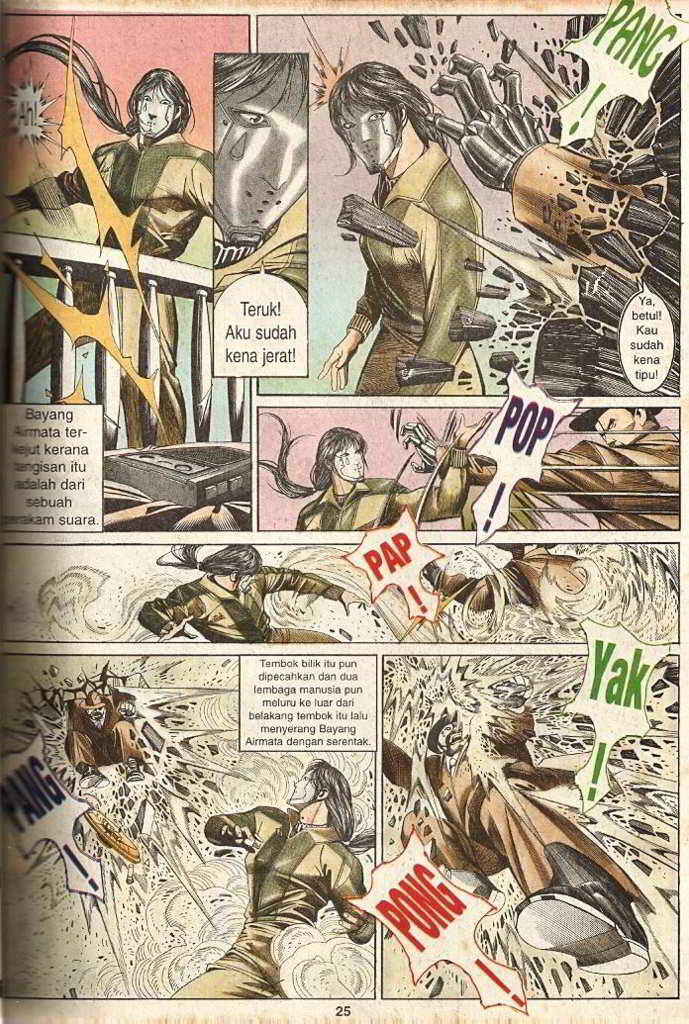 Ah!
Teruk!
Aku sudah
kena jerat!
PANG
!
Ya,
betul!
Kau
sudah
kena
tipu!
Bayang
Airmata ter-
kejut kerana
tangisan itu
adalah dari
sebuah
perakam suara.
POP
!
PAP
!
Tembok bilik itu pun
dipecahkan dan dua
lembaga manusia pun
meluru ke luar dari
belakang tembok itu lalu
menyerang Bayang
Airmata dengan serentak.
PANG
!
Yak
!
PONG
!
25